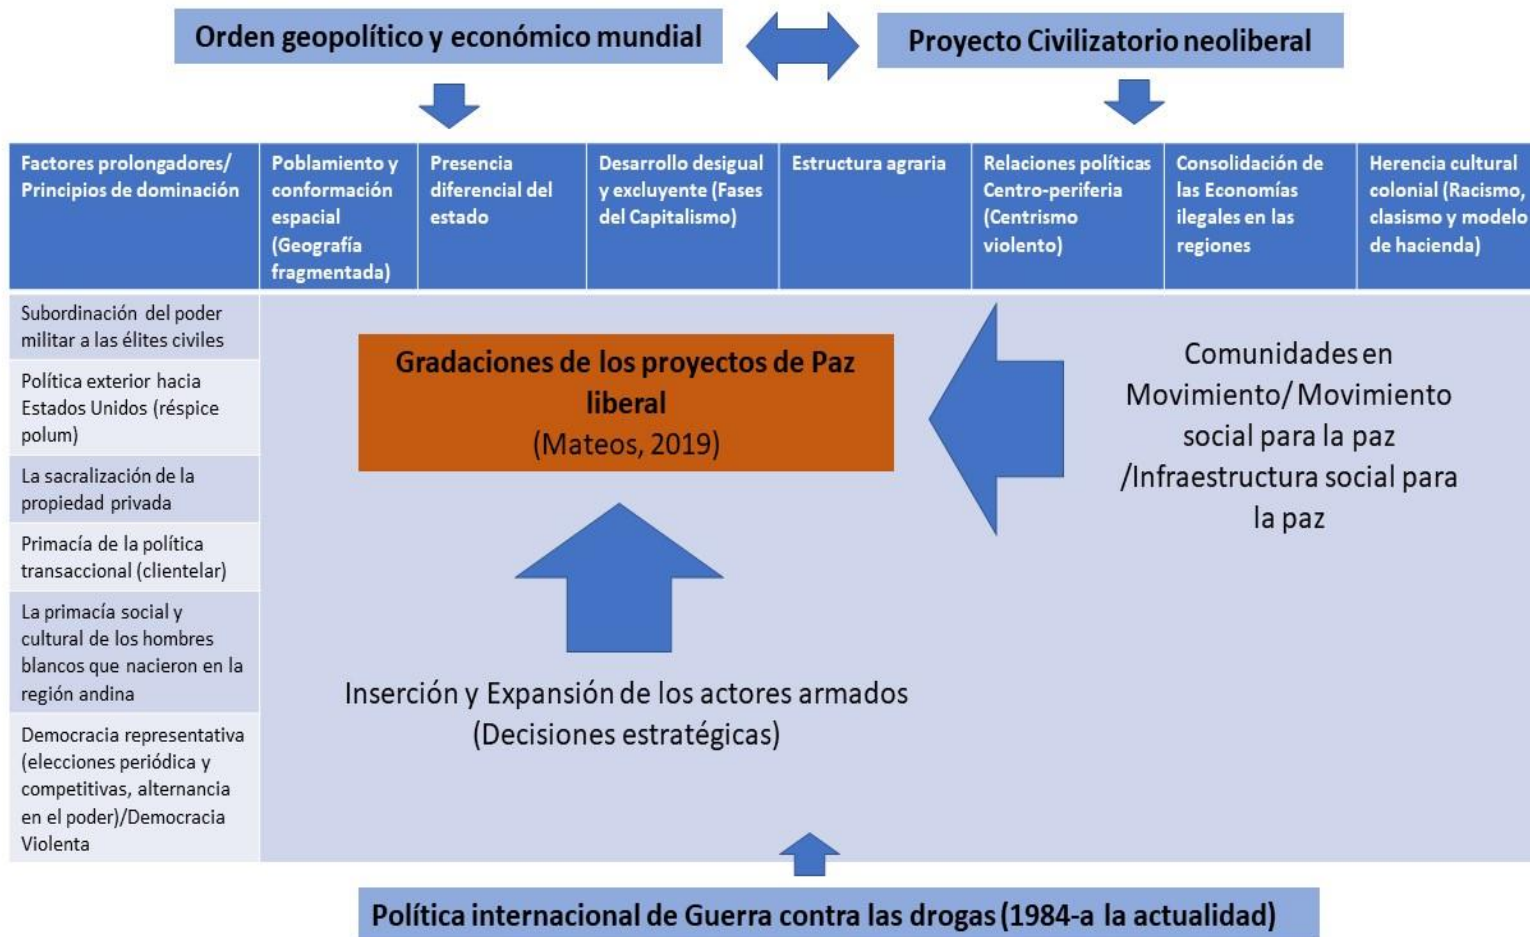 Orden geopolítico y económico mundial
Proyecto Civilizatorio neoliberal
Factores prolongadores/
Principios de dominación
Poblamiento y
conformación
espacial
(Geografía
fragmentada)
Presencia
diferencial del
estado
Desarrollo desigual
y excluyente (Fases
del Capitalismo)
Estructura agraria
Relaciones políticas
Centro-periferia
(Centrismo
violento)
Consolidación de
las Economías
ilegales en las
regiones
Herencia cultural
colonial (Racismo,
clasismo y modelo
de hacienda)
Subordinación del poder
militar a las élites civiles
Política exterior hacia
Estados Unidos (réspice
polum)
La sacralización de la
propiedad privada
Primacía de la política
transaccional (clientelar)
La primacía social y
cultural de los hombres
blancos que nacieron en la
región andina
Democracia representativa
(elecciones periódica y
competitivas, alternancia
en el poder)/Democracia
Violenta
Gradaciones de los proyectos de Paz
liberal
(Mateos, 2019)
Comunidades en
Movimiento/ Movimiento
social para la paz
/Infraestructura social para
la paz
Inserción y Expansión de los actores armados
(Decisiones estratégicas)
Política internacional de Guerra contra las drogas (1984-a la actualidad)